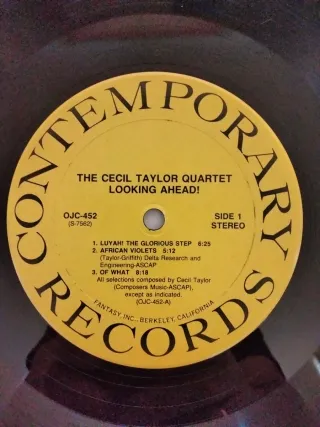 CONTEMPORARY
RECORDS
THE CECIL TAYLOR QUARTET
LOOKING AHEAD!
OJC-452
(S-7562)
SIDE 1
STEREO
1. LUYAH! THE GLORIOUS STEP 6:25
2. AFRICAN VIOLETS 5:12
(Taylor-Griffith) Delta Research and
Engineering-ASCAP
3. OF WHAT 8:18
All selections composed by Cecil Taylor
(Composers Music-ASCAP),
except as indicated.
(OJC-452-A)
FANTASY, INC., BERKELEY, CALIFORNIA